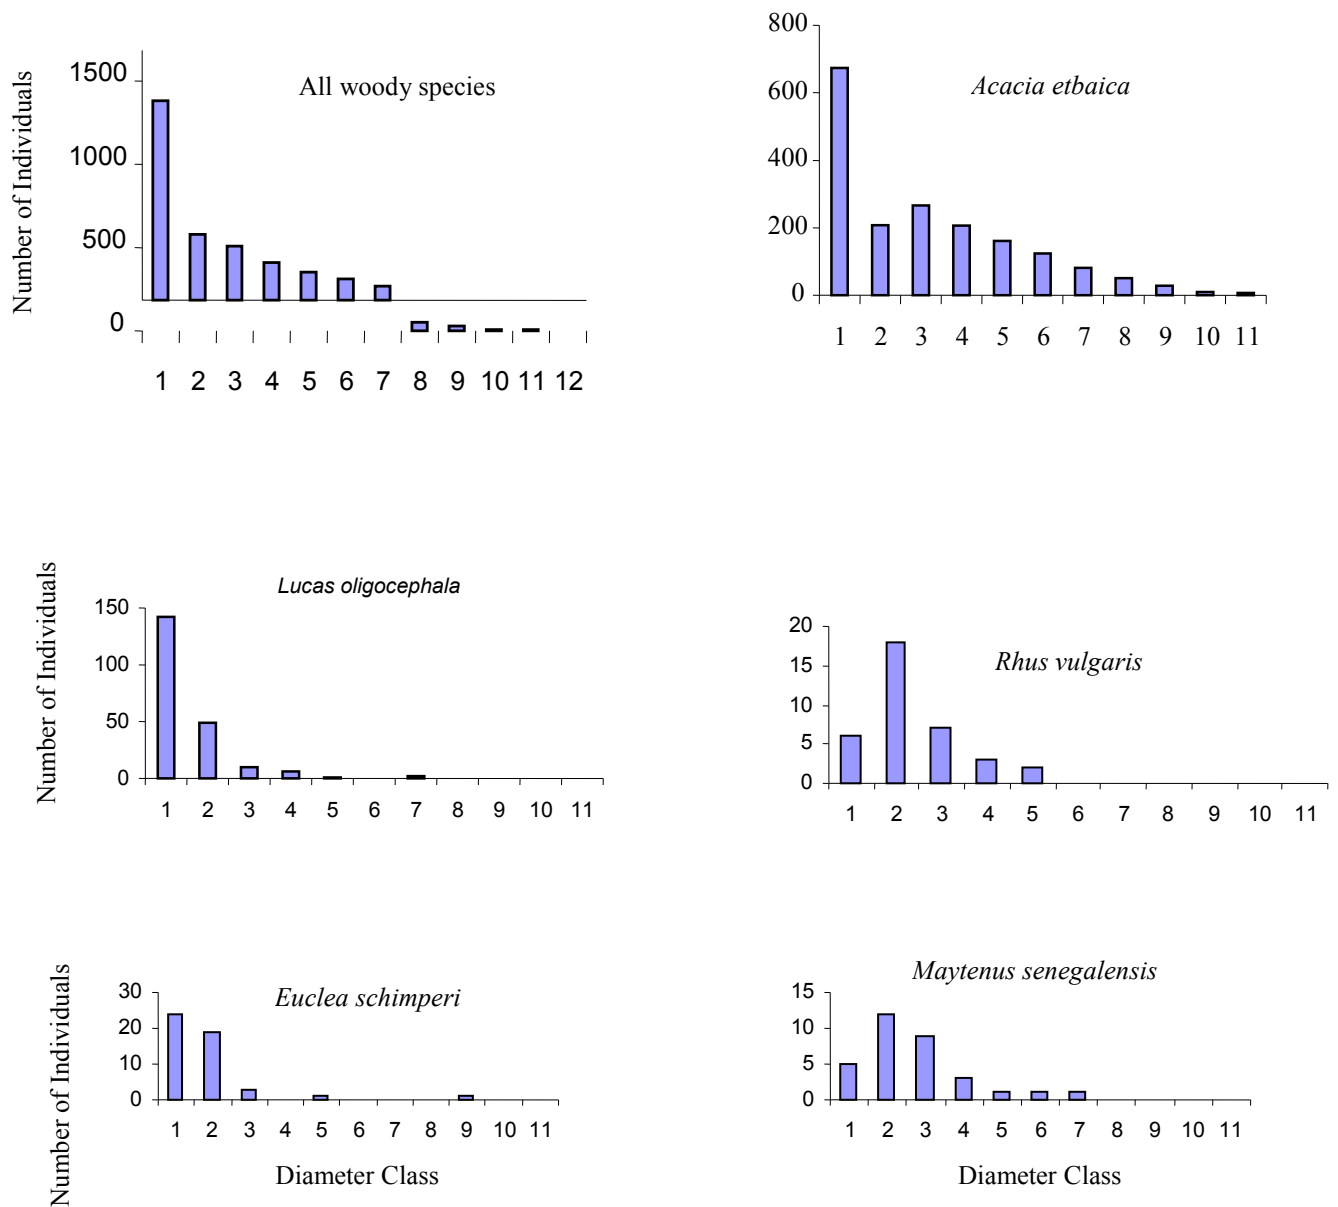 Number of Individuals
All woody species
1500
1000
500
0
1 2 3 4 5 6 7 8 9 10 11 12
Acacia etbaica
800
600
400
200
0
1 2 3 4 5 6 7 8 9 10 11
Number of Individuals
Lucas oligocephala
150
100
50
0
1 2 3 4 5 6 7 8 9 10 11
Rhus vulgaris
20
15
10
5
0
1 2 3 4 5 6 7 8 9 10 11
Number of Individuals
Euclea schimperi
30
20
10
0
1 2 3 4 5 6 7 8 9 10 11
Diameter Class
Maytenus senegalensis
15
10
5
0
1 2 3 4 5 6 7 8 9 10 11
Diameter Class